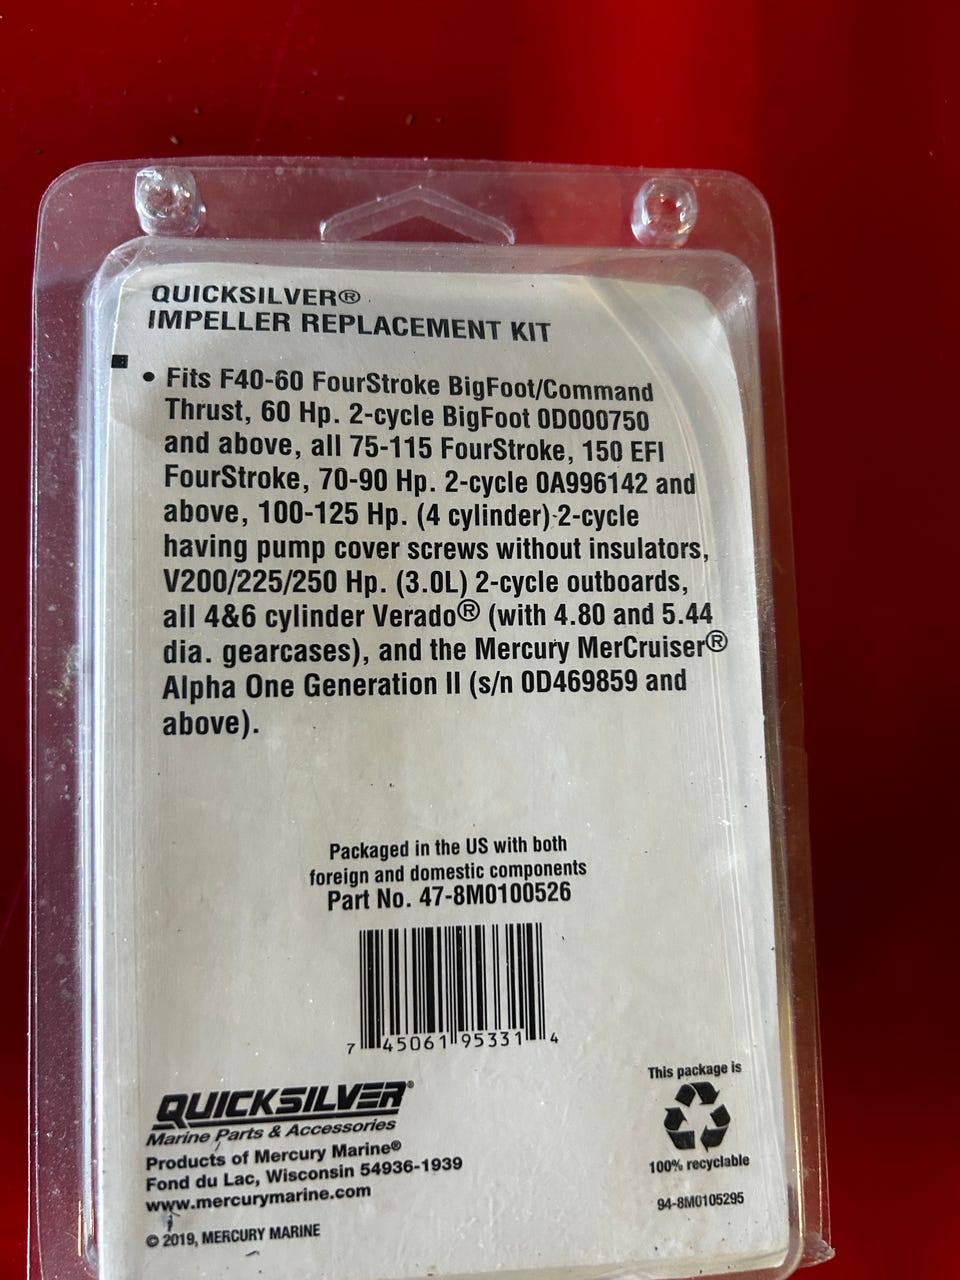 QUICKSILVER®
IMPELLER REPLACEMENT KIT
• Fits F40-60 FourStroke BigFoot/Command
Thrust, 60 Hp. 2-cycle BigFoot 0D000750
and above, all 75-115 FourStroke, 150 EFI
FourStroke, 70-90 Hp. 2-cycle 0A996142 and
above, 100-125 Hp. (4 cylinder) 2-cycle
having pump cover screws without insulators,
V200/225/250 Hp. (3.0L) 2-cycle outboards,
all 4&6 cylinder Verado® (with 4.80 and 5.44
dia. gearcases), and the Mercury MerCruiser®
Alpha One Generation II (s/n 0D469859 and
above).
Packaged in the US with both
foreign and domestic components
Part No. 47-8M0100526
7 45061 95331 4
QUICKSILVER®
Marine Parts & Accessories
Products of Mercury Marine®
Fond du Lac, Wisconsin 54936-1939
www.mercurymarine.com
© 2019, MERCURY MARINE
This package is
100% recyclable
94-8M0105295